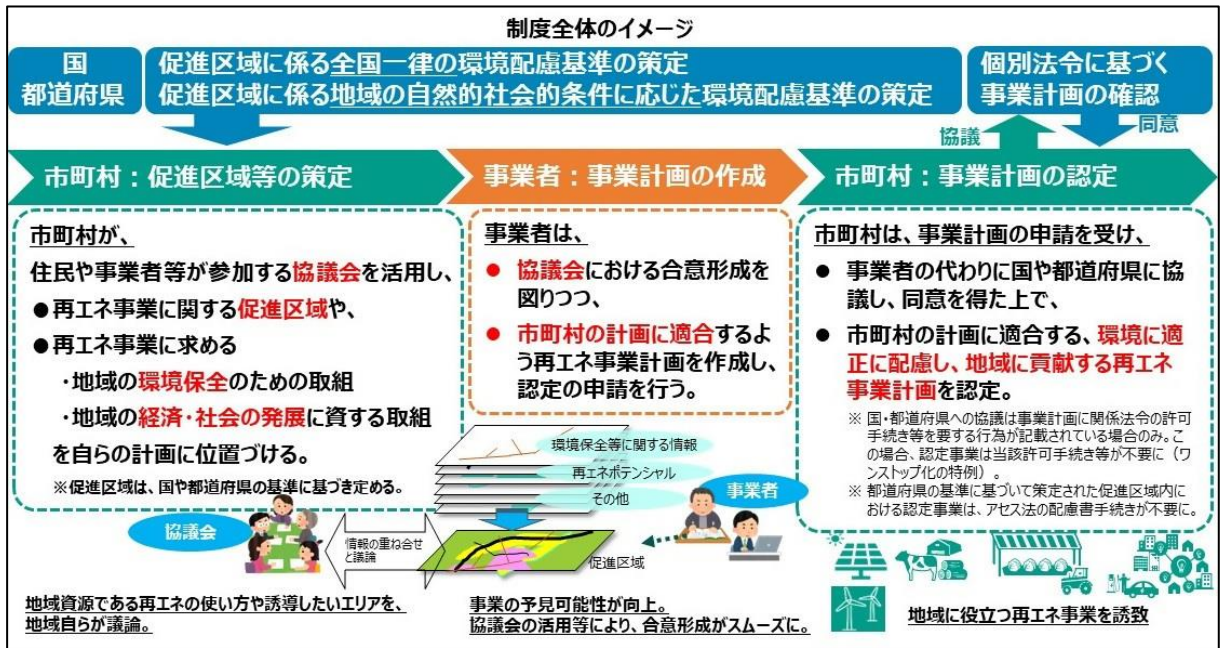 制度全体のイメージ
国
都道府県
促進区域に係る全国一律の環境配慮基準の策定
促進区域に係る地域の自然的社会的条件に応じた環境配慮基準の策定
個別法令に基づく
事業計画の確認
協議
同意
市町村：促進区域等の策定
事業者：事業計画の作成
市町村：事業計画の認定
市町村が、
住民や事業者等が参加する協議会を活用し、
●再エネ事業に関する促進区域や、
●再エネ事業に求める
・地域の環境保全のための取組
・地域の経済・社会の発展に資する取組
を自らの計画に位置づける。
※促進区域は、国や都道府県の基準に基づき定める。
事業者は、
● 協議会における合意形成を
図りつつ、
● 市町村の計画に適合するよ
う再エネ事業計画を作成し、
認定の申請を行う。
市町村は、事業計画の申請を受け、
● 事業者の代わりに国や都道府県に協
議し、同意を得た上で、
● 市町村の計画に適合する、環境に適
正に配慮し、地域に貢献する再エネ
事業計画を認定。
※ 国・都道府県への協議は事業計画に関係法令の許可
手続き等を要する行為が記載されている場合のみ。こ
の場合、認定事業は当該許可手続き等が不要に（ワ
ンストップ化の特例）。
※ 都道府県の基準に基づいて策定された促進区域内に
おける認定事業は、アセス法の配慮書手続きが不要に。
協議会
情報の重ね合せ
と議論
環境保全等に関する情報
再エネポテンシャル
その他
促進区域
事業者
地域資源である再エネの使い方や誘導したいエリアを、
地域自らが議論。
事業の予見可能性が向上。
協議会の活用等により、合意形成がスムーズに。
地域に役立つ再エネ事業を誘致